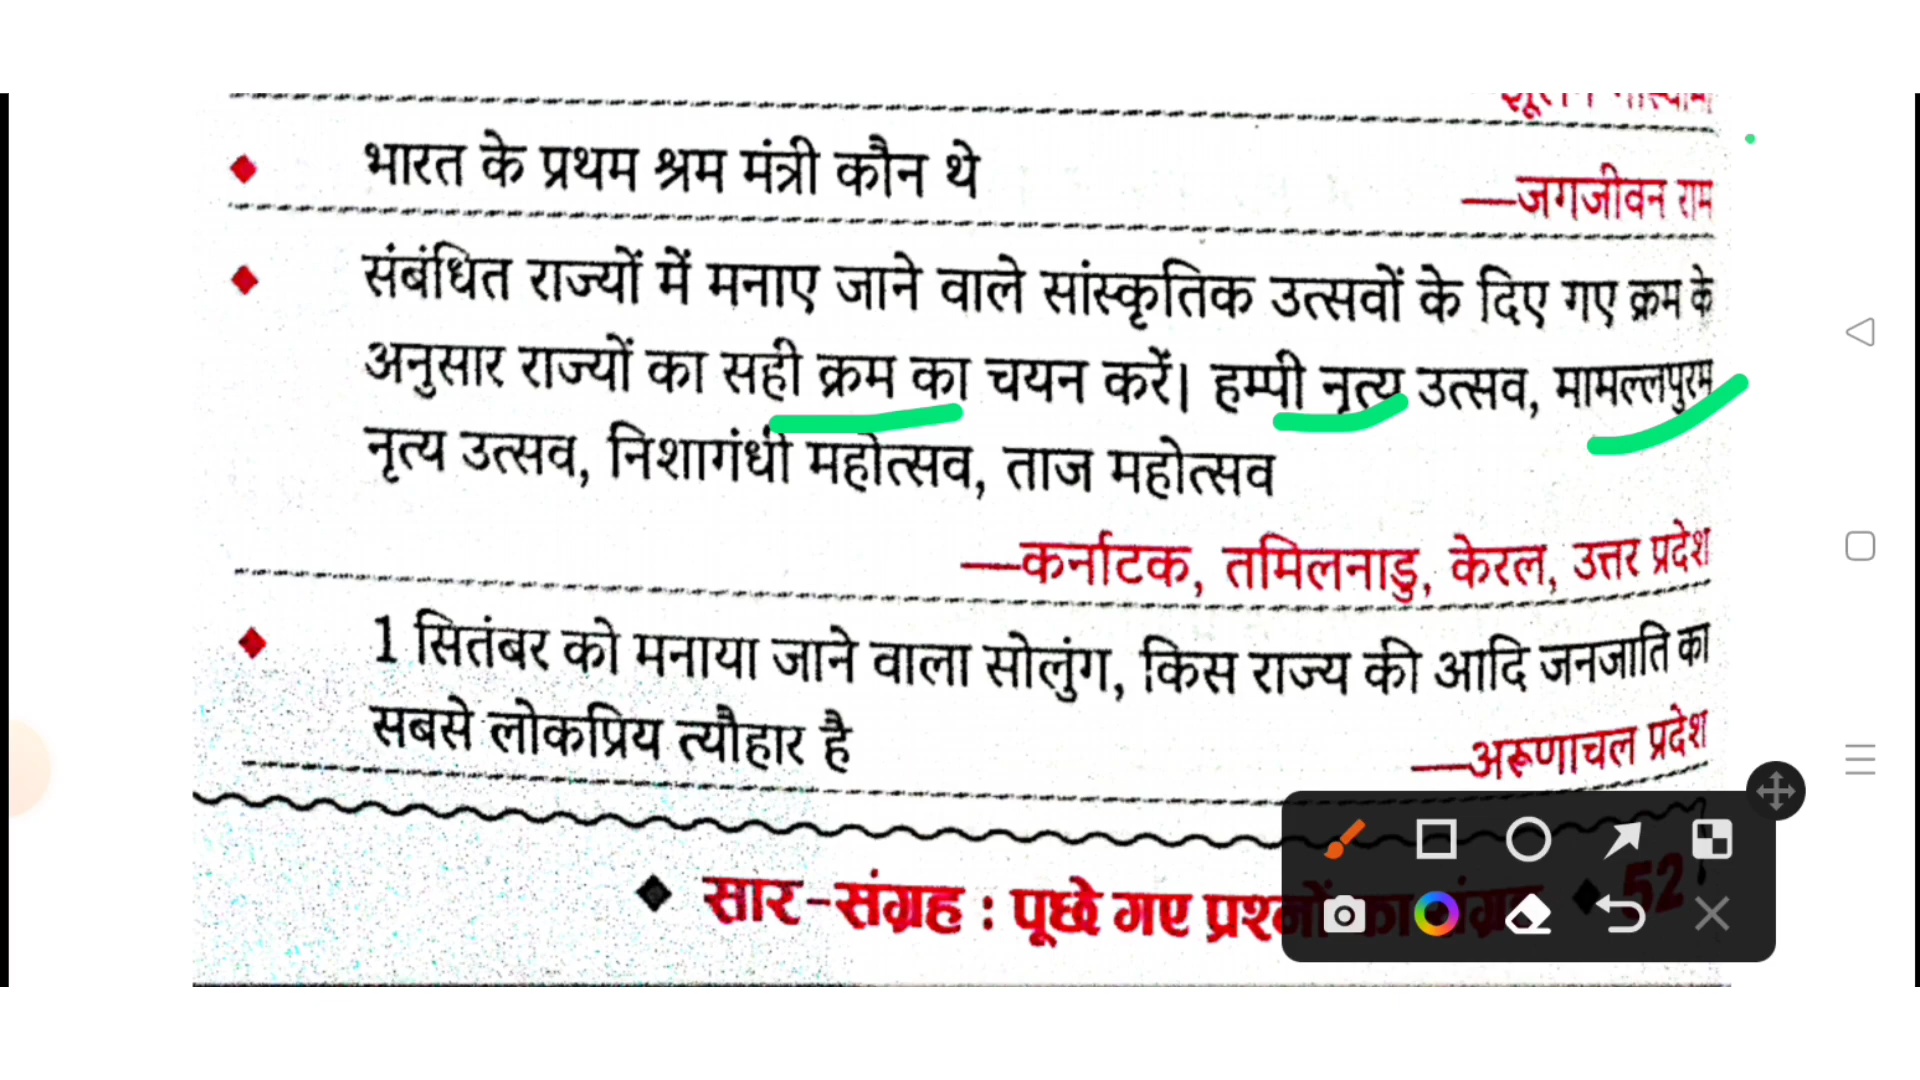 भारत के प्रथम श्रम मंत्री कौन थे
—जगजीवन राम
संबंधित राज्यों में मनाए जाने वाले सांस्कृतिक उत्सवों के दिए गए क्रम के
अनुसार राज्यों का सही क्रम का चयन करें। हम्पी नृत्य उत्सव, मामल्लपुरम
नृत्य उत्सव, निशागंधी महोत्सव, ताज महोत्सव
—कर्नाटक, तमिलनाडु, केरल, उत्तर प्रदेश
1 सितंबर को मनाया जाने वाला सोलुंग, किस राज्य की आदि जनजाति का
सबसे लोकप्रिय त्यौहार है
—अरूणाचल प्रदेश
सार-संग्रह : पूछे गए प्रश्नों का संग्रह 52